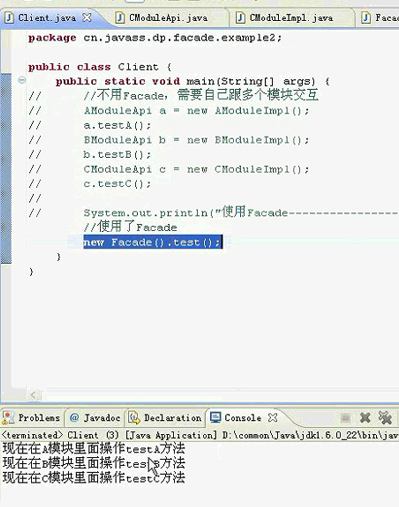 Client.java CModuleApi.java CModuleImpl.java Faca
package cn.javass.dp.facade.example2;
public class Client {
public static void main(String[] args) {
// //不用Facade，需要自己跟多个模块交互
// AModuleApi a = new AModuleImpl();
// a.testA();
// BModuleApi b = new BModuleImpl();
// b.testB();
// CModuleApi c = new CModuleImpl();
// c.testC();
//
// System.out.println("使用Facade------------------
//使用了Facade
new Facade().test();
}
}
Problems @ Javadoc Declaration Console
<terminated> Client (3) [Java Application] D:\common\Java\jdk1.6.0_22\bin\jav
现在在A模块里面操作testA方法
现在在B模块里面操作testB方法
现在在C模块里面操作testC方法